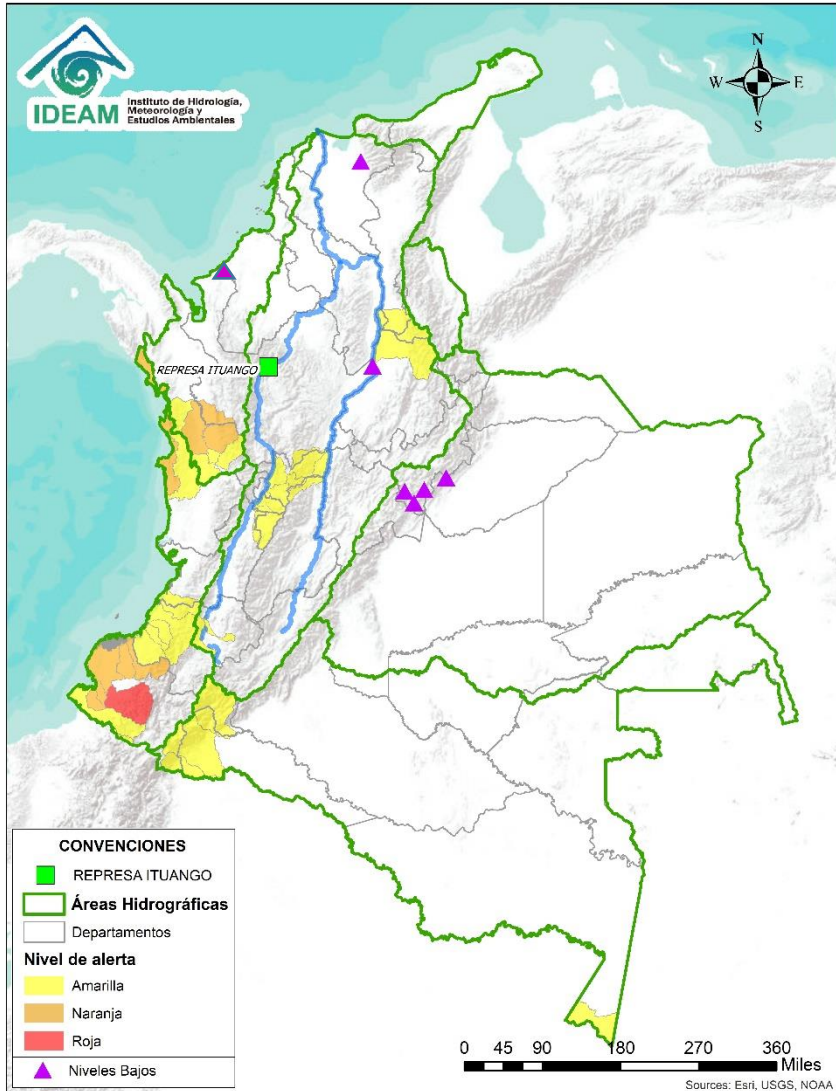 IDEAM
Instituto de Hidrología,
Meteorología y
Estudios Ambientales
N
W
E
S
REPRESA ITUANGO
CONVENCIONES
REPRESA ITUANGO
Áreas Hidrográficas
Departamentos
Nivel de alerta
Amarilla
Naranja
Roja
Niveles Bajos
0 45 90 180 270 360
Miles
Sources: Esri, USGS, NOAA